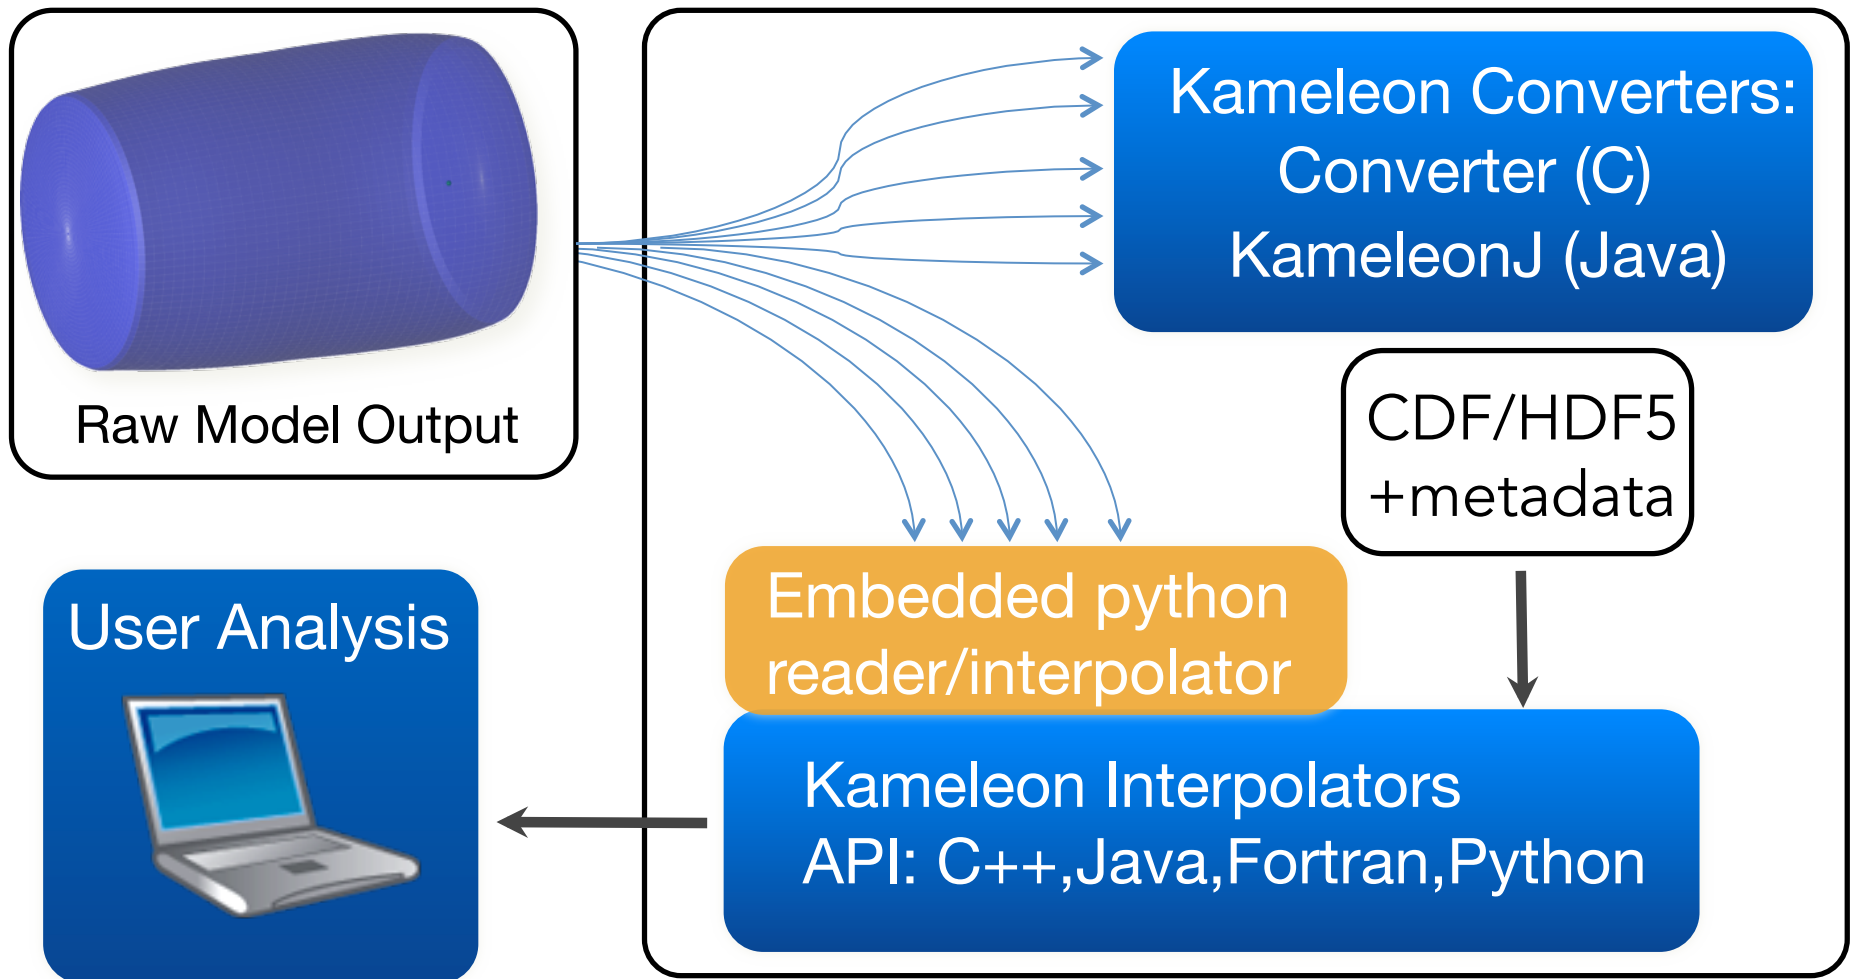 Raw Model Output
Kameleon Converters:
Converter (C)
KameleonJ (Java)
CDF/HDF5
+metadata
Embedded python
reader/interpolator
Kameleon Interpolators
API: C++,Java,Fortran,Python
User Analysis